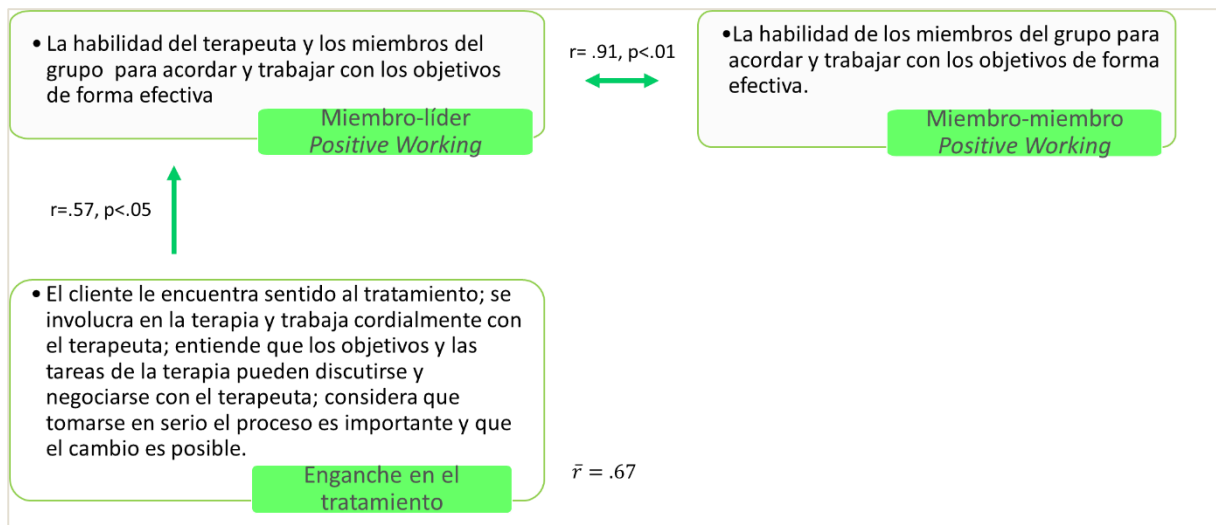 • La habilidad del terapeuta y los miembros del
grupo para acordar y trabajar con los objetivos
de forma efectiva
Miembro-líder
Positive Working
r= .91, p<.01
•La habilidad de los miembros del grupo para
acordar y trabajar con los objetivos de forma
efectiva.
Miembro-miembro
Positive Working
r=.57, p<.05
• El cliente le encuentra sentido al tratamiento; se
involucra en la terapia y trabaja cordialmente con
el terapeuta; entiende que los objetivos y las
tareas de la terapia pueden discutirse y
negociarse con el terapeuta; considera que
tomarse en serio el proceso es importante y que
el cambio es posible.
Enganche en el
tratamiento
r̄ = .67